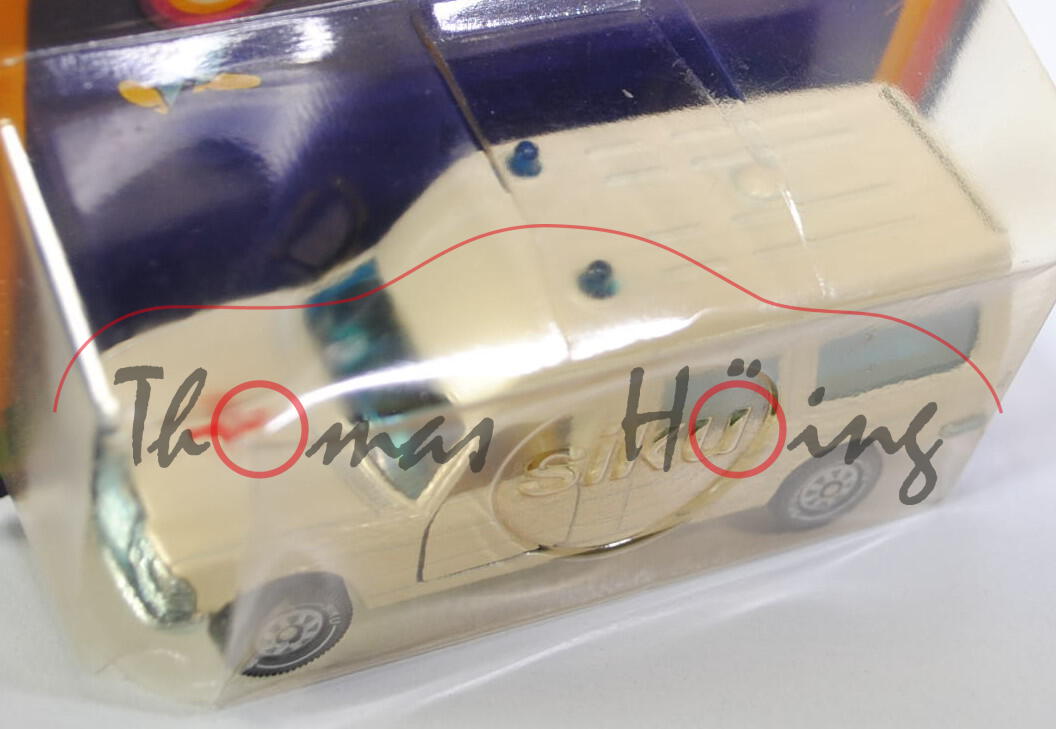 Thomas Höing
siku